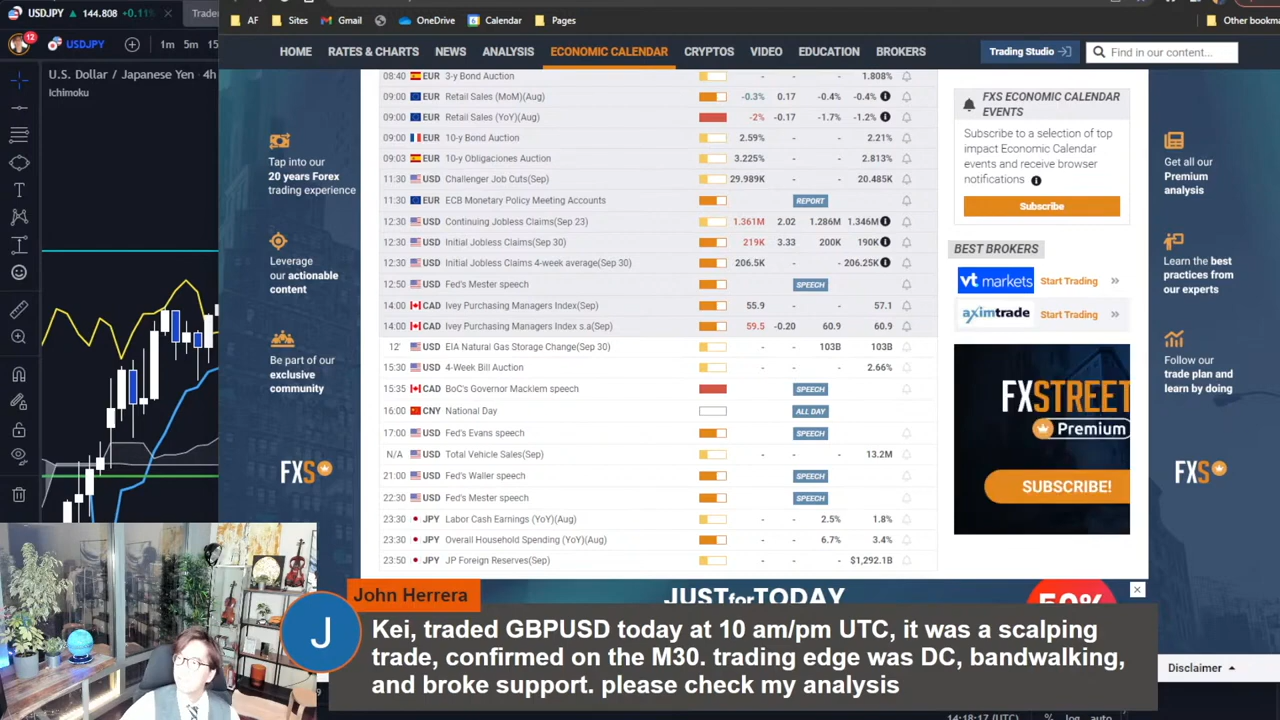 USDJPY ▲ 144.808 +0.11%
Trade
AF Sites Gmail OneDrive Calendar Pages Other bookma
12 USDJPY 1m 5m 15
HOME RATES & CHARTS NEWS ANALYSIS ECONOMIC CALENDAR CRYPTOS VIDEO EDUCATION BROKERS Trading Studio Find in our content...
U.S. Dollar / Japanese Yen · 4h
Ichimoku
08:40 EUR 3-y Bond Auction - - - 1.808%
09:00 EUR Retail Sales (MoM)(Aug) -0.3% 0.17 -0.4% -0.4%
09:00 EUR Retail Sales (YoY)(Aug) -2% -0.17 -1.7% -1.2%
09:00 EUR 10-y Bond Auction 2.59% - - 2.21%
09:03 EUR 10-y Obligaciones Auction 3.225% - - 2.813%
11:30 USD Challenger Job Cuts(Sep) 29.989K - - 20.485K
11:30 EUR ECB Monetary Policy Meeting Accounts REPORT
12:30 USD Continuing Jobless Claims(Sep 23) 1.361M 2.02 1.286M 1.346M
12:30 USD Initial Jobless Claims(Sep 30) 219K 3.33 200K 190K
12:30 USD Initial Jobless Claims 4-week average(Sep 30) 206.5K - - 206.25K
12:50 USD Fed's Mester speech SPEECH
14:00 CAD Ivey Purchasing Managers Index(Sep) 55.9 - - 57.1
14:00 CAD Ivey Purchasing Managers Index s.a(Sep) 59.5 -0.20 60.9 60.9
12' USD EIA Natural Gas Storage Change(Sep 30) - - 103B 103B
15:30 USD 4-Week Bill Auction - - - 2.66%
15:35 CAD BoC's Governor Macklem speech SPEECH
16:00 CNY National Day ALL DAY
17:00 USD Fed's Evans speech SPEECH
N/A USD Total Vehicle Sales(Sep) - - - 13.2M
21:00 USD Fed's Waller speech SPEECH
22:30 USD Fed's Mester speech SPEECH
23:30 JPY Labor Cash Earnings (YoY)(Aug) - - 2.5% 1.8%
23:30 JPY Overall Household Spending (YoY)(Aug) - - 6.7% 3.4%
23:50 JPY JP Foreign Reserves(Sep) - - - $1,292.1B
Tap into our
20 years Forex
trading experience
Leverage
our actionable
content
Be part of our
exclusive
community
FXS
FXS ECONOMIC CALENDAR
EVENTS
Subscribe to a selection of top
impact Economic Calendar
events and receive browser
notifications
Subscribe
BEST BROKERS
vt markets Start Trading
aximtrade Start Trading
FXSTREET
Premium
SUBSCRIBE!
Get all our
Premium
analysis
Learn the best
practices from
our experts
Follow our
trade plan and
learn by doing
FXS
JUSTforTODAY
50%
John Herrera
J
Kei, traded GBPUSD today at 10 am/pm UTC, it was a scalping
trade, confirmed on the M30. trading edge was DC, bandwalking,
and broke support. please check my analysis
Disclaimer
14:18:17 (UTC) % log auto